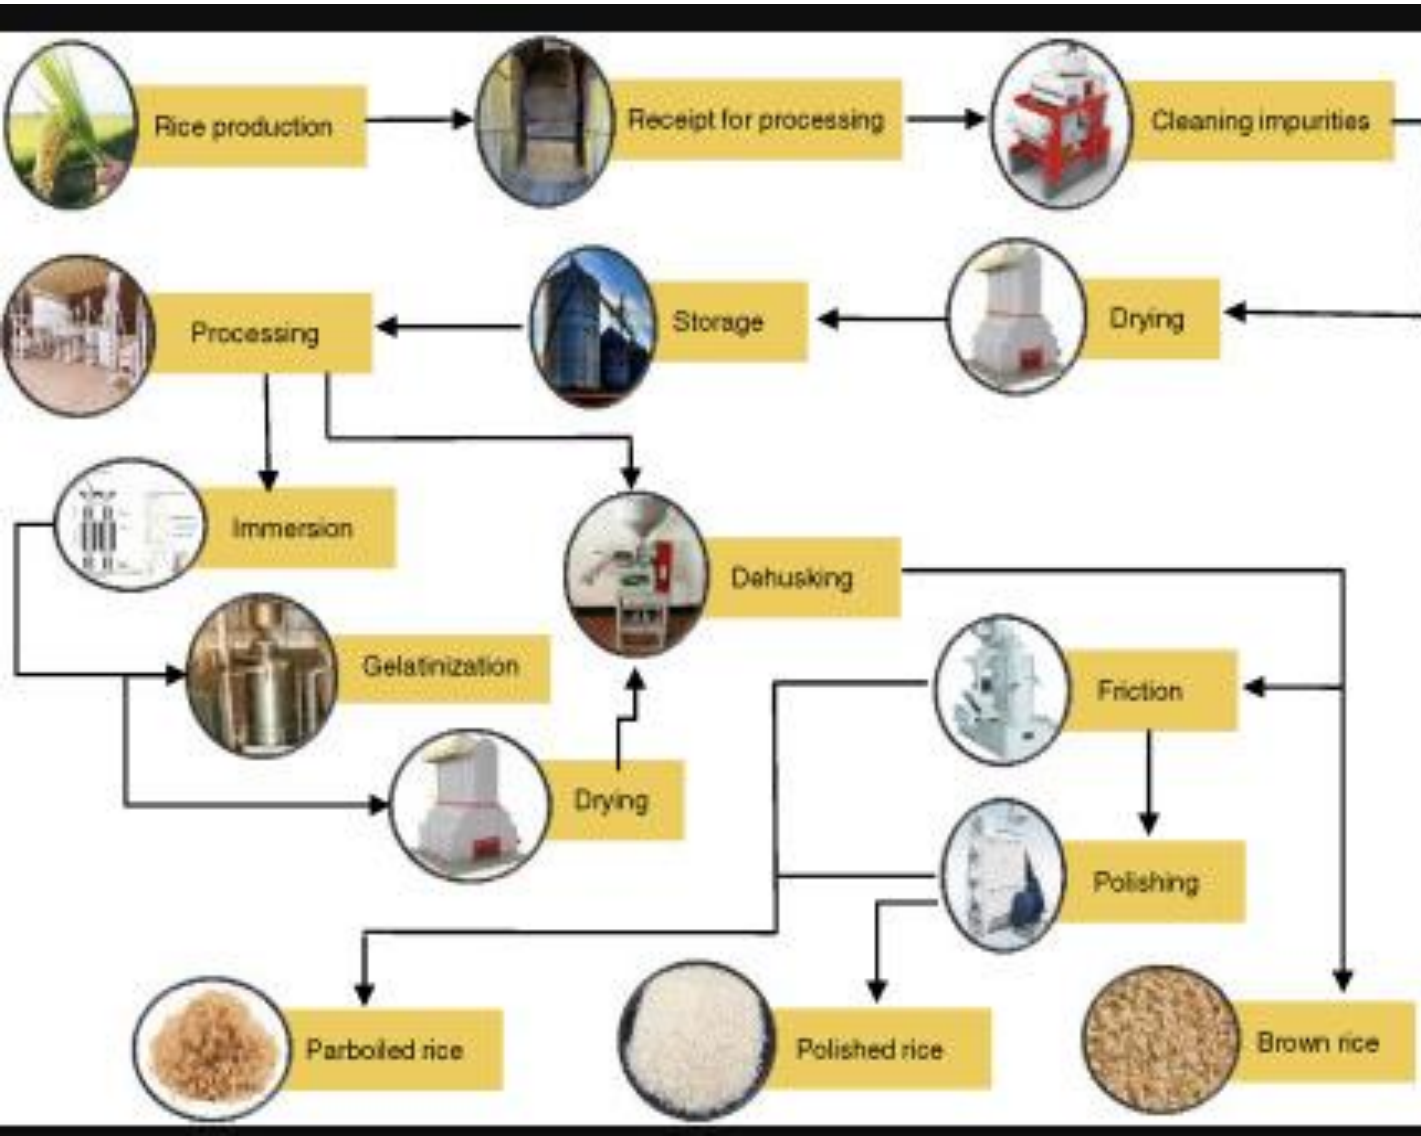 Rice production
Receipt for processing
Cleaning impurities
Processing
Storage
Drying
Immersion
Dehusking
Gelatinization
Friction
Drying
Polishing
Parboiled rice
Polished rice
Brown rice